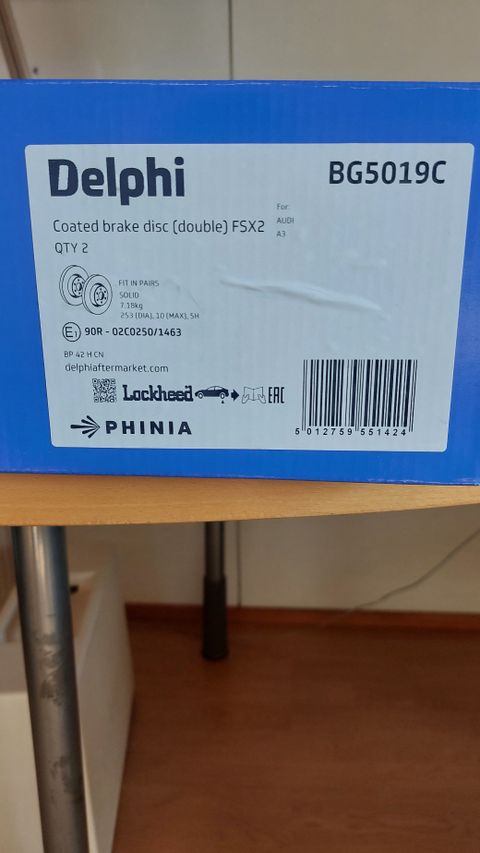 Delphi
BG5019C
Coated brake disc (double) FSX2
QTY 2
For:
AUDI
A3
FIT IN PAIRS
SOLID
7.18kg
253 (DIA), 10 (MAX), 5H
E1 90R - 02C0250/1463
BP 42 H CN
delphiaftermarket.com
Lockheed
EAC
PHINIA
5 012759 551424